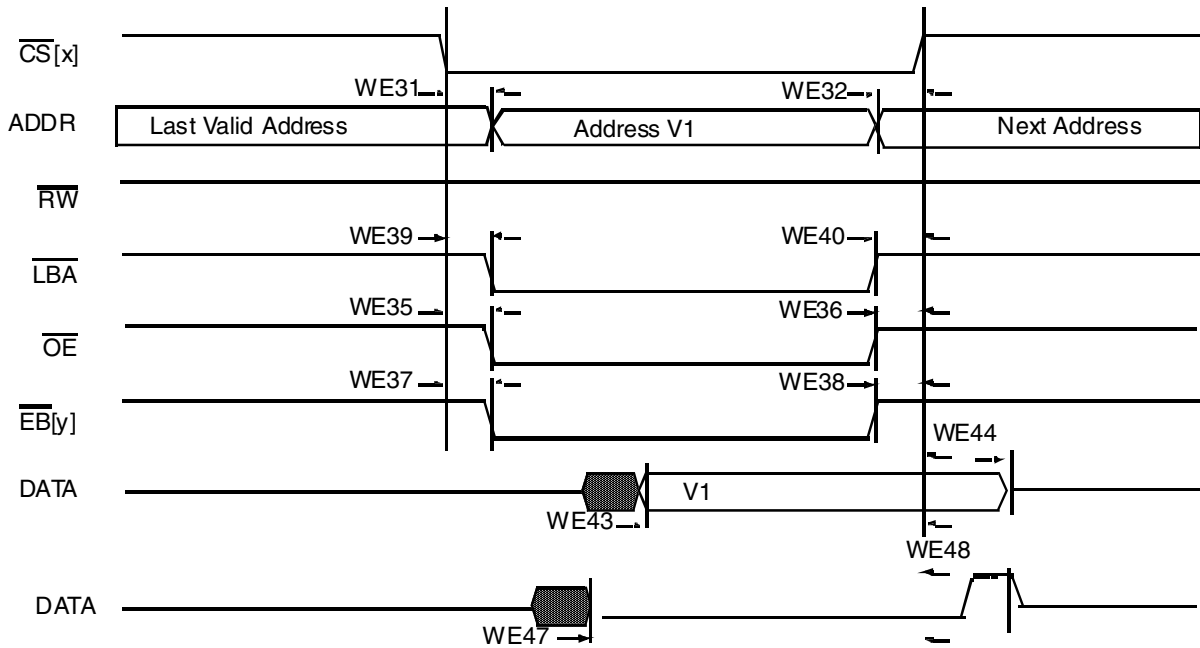 CS[x]
WE31
WE32
ADDR
Last Valid Address
Address V1
Next Address
RW
WE39
WE40
LBA
WE35
WE36
OE
WE37
WE38
EB[y]
WE44
DATA
V1
WE43
WE48
DATA
WE47